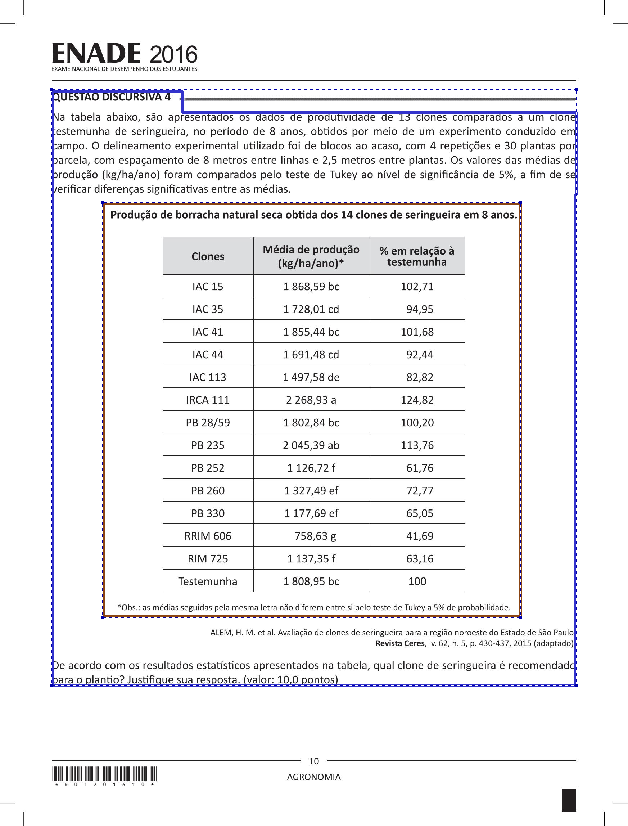 ENADE 2016
EXAME NACIONAL DE DESEMPENHO DOS ESTUDANTES
QUESTÃO DISCURSIVA 4
Na tabela abaixo, são apresentados os dados de produtividade de 13 clones comparados a um clone
testemunha de seringueira, no período de 8 anos, obtidos por meio de um experimento conduzido em
campo. O delineamento experimental utilizado foi de blocos ao acaso, com 4 repetições e 30 plantas por
parcela, com espaçamento de 8 metros entre linhas e 2,5 metros entre plantas. Os valores das médias de
produção (kg/ha/ano) foram comparados pelo teste de Tukey ao nível de significância de 5%, a fim de se
verificar diferenças significativas entre as médias.
Produção de borracha natural seca obtida dos 14 clones de seringueira em 8 anos.
Clones Média de produção (kg/ha/ano)* % em relação à testemunha
IAC 15 1 868,59 bc 102,71
IAC 35 1 728,01 cd 94,95
IAC 41 1 855,44 bc 101,68
IAC 44 1 691,48 cd 92,44
IAC 113 1 497,58 de 82,82
IRCA 111 2 268,93 a 124,82
PB 28/59 1 802,84 bc 100,20
PB 235 2 045,39 ab 113,76
PB 252 1 126,72 f 61,76
PB 260 1 327,49 ef 72,77
PB 330 1 177,69 ef 65,05
RRIM 606 758,63 g 41,69
RIM 725 1 137,35 f 63,16
Testemunha 1 808,95 bc 100
*Obs.: as médias seguidas pela mesma letra não diferem entre si pelo teste de Tukey a 5% de probabilidade.
ALEM, H. M. et al. Avaliação de clones de seringueira para a região noroeste do Estado de São Paulo
Revista Ceres, v. 62, n. 5, p. 430-437, 2015 (adaptado)
De acordo com os resultados estatísticos apresentados na tabela, qual clone de seringueira é recomendado
para o plantio? Justifique sua resposta. (valor: 10,0 pontos)
10
AGRONOMIA